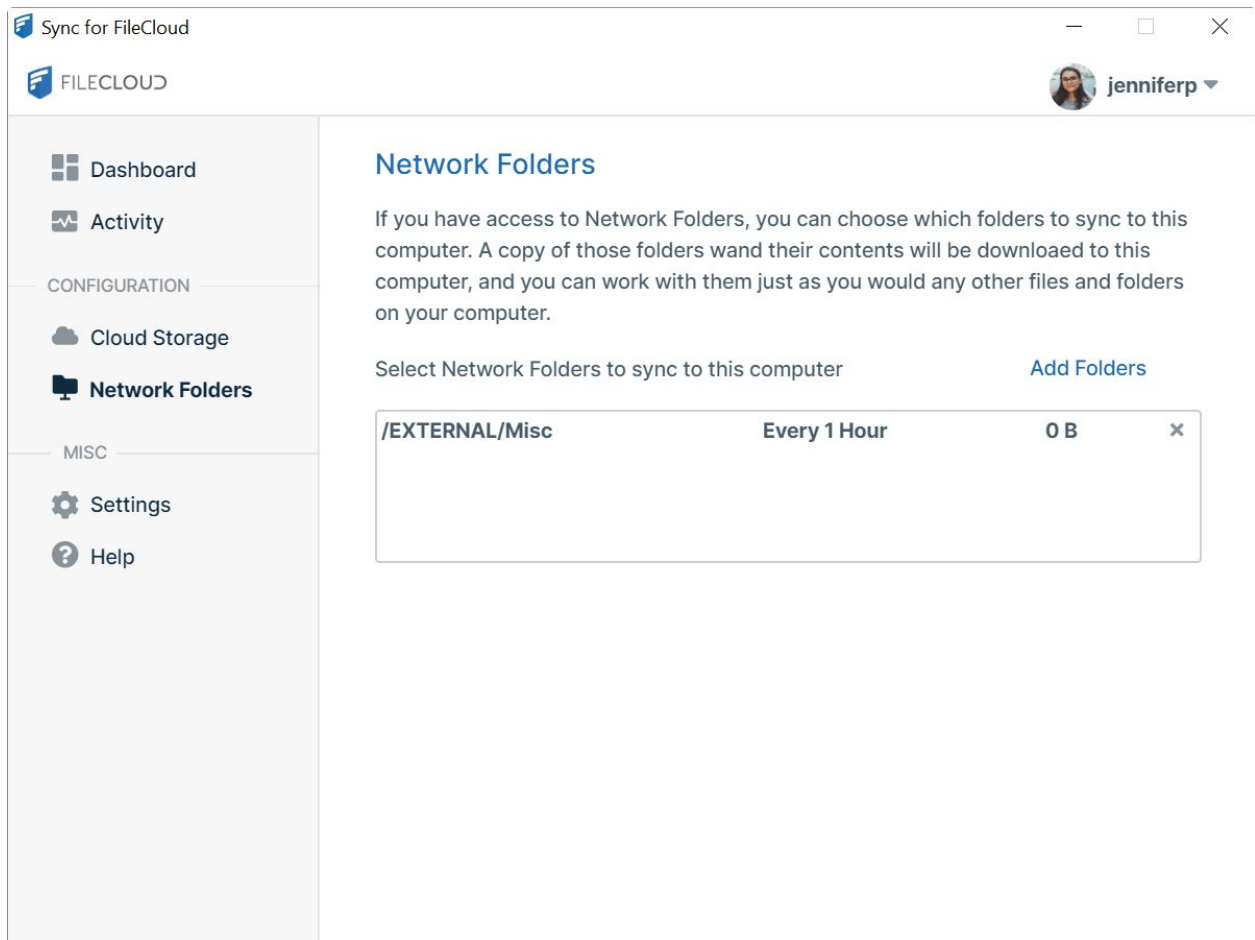 Sync for FileCloud
FILECLOUD
jenniferp
Dashboard
Activity
CONFIGURATION
Cloud Storage
Network Folders
MISC
Settings
Help
Network Folders
If you have access to Network Folders, you can choose which folders to sync to this
computer. A copy of those folders wand their contents will be downloaed to this
computer, and you can work with them just as you would any other files and folders
on your computer.
Select Network Folders to sync to this computer
Add Folders
/EXTERNAL/Misc Every 1 Hour 0 B